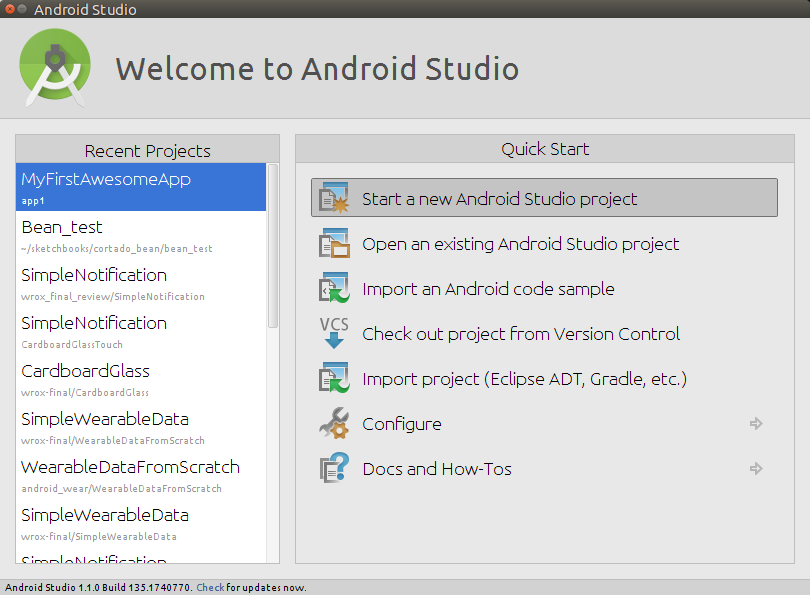 Android Studio
Welcome to Android Studio
Recent Projects
MyFirstAwesomeApp
app1
Bean_test
~/sketchbooks/cortado_bean/bean_test
SimpleNotification
wrox_final_review/SimpleNotification
SimpleNotification
CardboardGlassTouch
CardboardGlass
wrox-final/CardboardGlass
SimpleWearableData
wrox-final/WearableDataFromScratch
WearableDataFromScratch
android_wear/WearableDataFromScratch
SimpleWearableData
wrox-final/SimpleWearableData
SimpleNotification
Quick Start
Start a new Android Studio project
Open an existing Android Studio project
Import an Android code sample
VCS
Check out project from Version Control
Import project (Eclipse ADT, Gradle, etc.)
Configure
Docs and How-Tos
Android Studio 1.1.0 Build 135.1740770. Check for updates now.